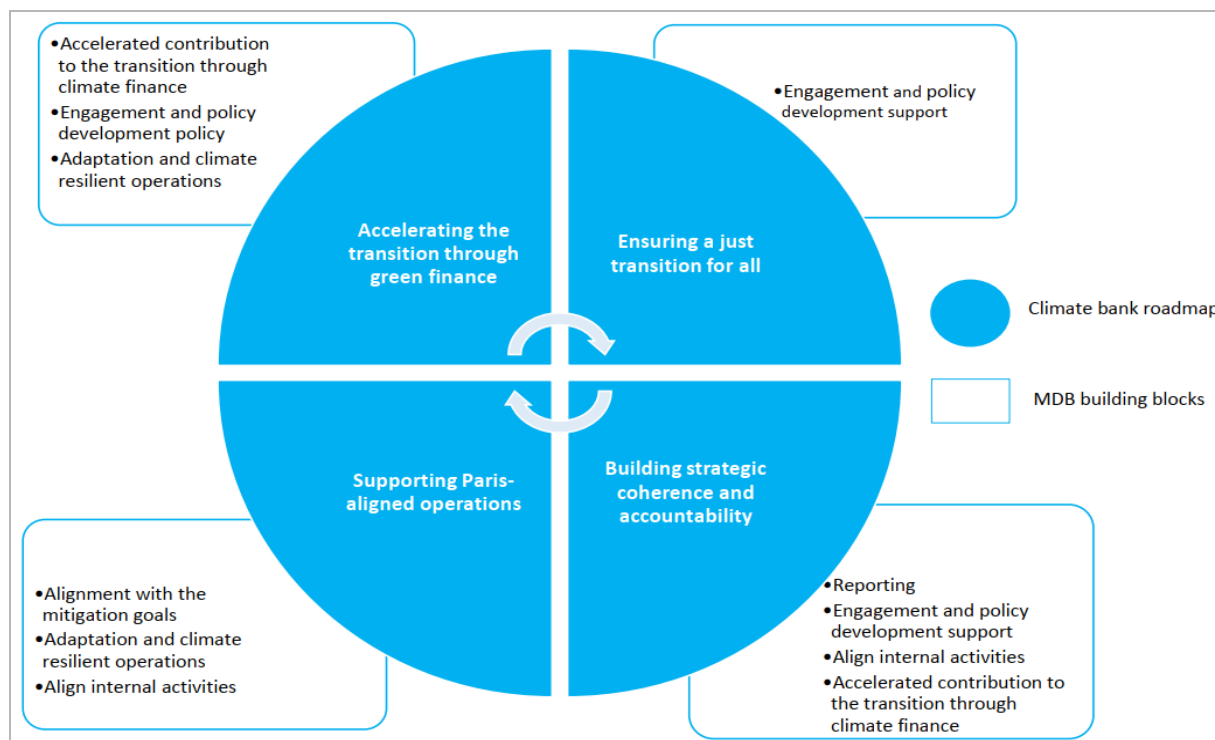 •Accelerated contribution
to the transition through
climate finance
•Engagement and policy
development policy
•Adaptation and climate
resilient operations
•Engagement and policy
development support
Accelerating the
transition through
green finance
Ensuring a just
transition for all
Climate bank roadmap
MDB building blocks
Supporting Paris-
aligned operations
Building strategic
coherence and
accountability
•Alignment with the
mitigation goals
•Adaptation and climate
resilient operations
•Align internal activities
•Reporting
•Engagement and policy
development support
•Align internal activities
•Accelerated contribution to
the transition through
climate finance